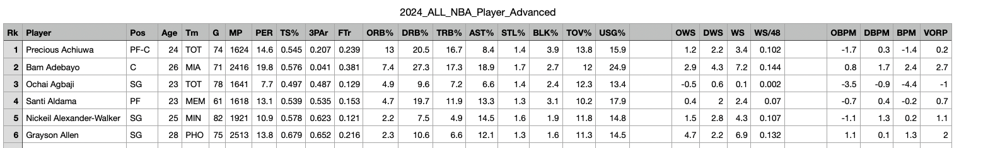 2024_ALL_NBA_Player_Advanced
Rk Player Pos Age Tm G MP PER TS% 3PAr FTr ORB% DRB% TRB% AST% STL% BLK% TOV% USG% OWS DWS WS WS/48 OBPM DBPM BPM VORP
1 Precious Achiuwa PF-C 24 TOT 74 1624 14.6 0.545 0.207 0.239 13 20.5 16.7 8.4 1.4 3.9 13.8 15.9 1.2 2.2 3.4 0.102 -1.7 0.3 -1.4 0.2
2 Bam Adebayo C 26 MIA 71 2416 19.8 0.576 0.041 0.381 7.4 27.3 17.3 18.9 1.7 2.7 12 24.9 2.9 4.3 7.2 0.144 0.8 1.7 2.4 2.7
3 Ochai Agbaji SG 23 TOT 78 1641 7.7 0.497 0.487 0.129 4.9 9.6 7.2 6.6 1.4 2.4 12.3 13.4 -0.5 0.6 0.1 0.002 -3.5 -0.9 -4.4 -1
4 Santi Aldama PF 23 MEM 61 1618 13.1 0.539 0.535 0.153 4.7 19.7 11.9 13.3 1.3 3.1 10.2 17.9 0.4 2 2.4 0.07 -0.7 0.4 -0.2 0.7
5 Nickeil Alexander-Walker SG 25 MIN 82 1921 10.9 0.578 0.623 0.121 2.2 7.5 4.9 14.5 1.6 1.9 11.8 14.8 1.5 2.8 4.3 0.107 -1.1 1.3 0.2 1.1
6 Grayson Allen SG 28 PHO 75 2513 13.8 0.679 0.652 0.216 2.3 10.6 6.6 12.1 1.3 1.6 11.3 14.5 4.7 2.2 6.9 0.132 1.1 0.1 1.3 2